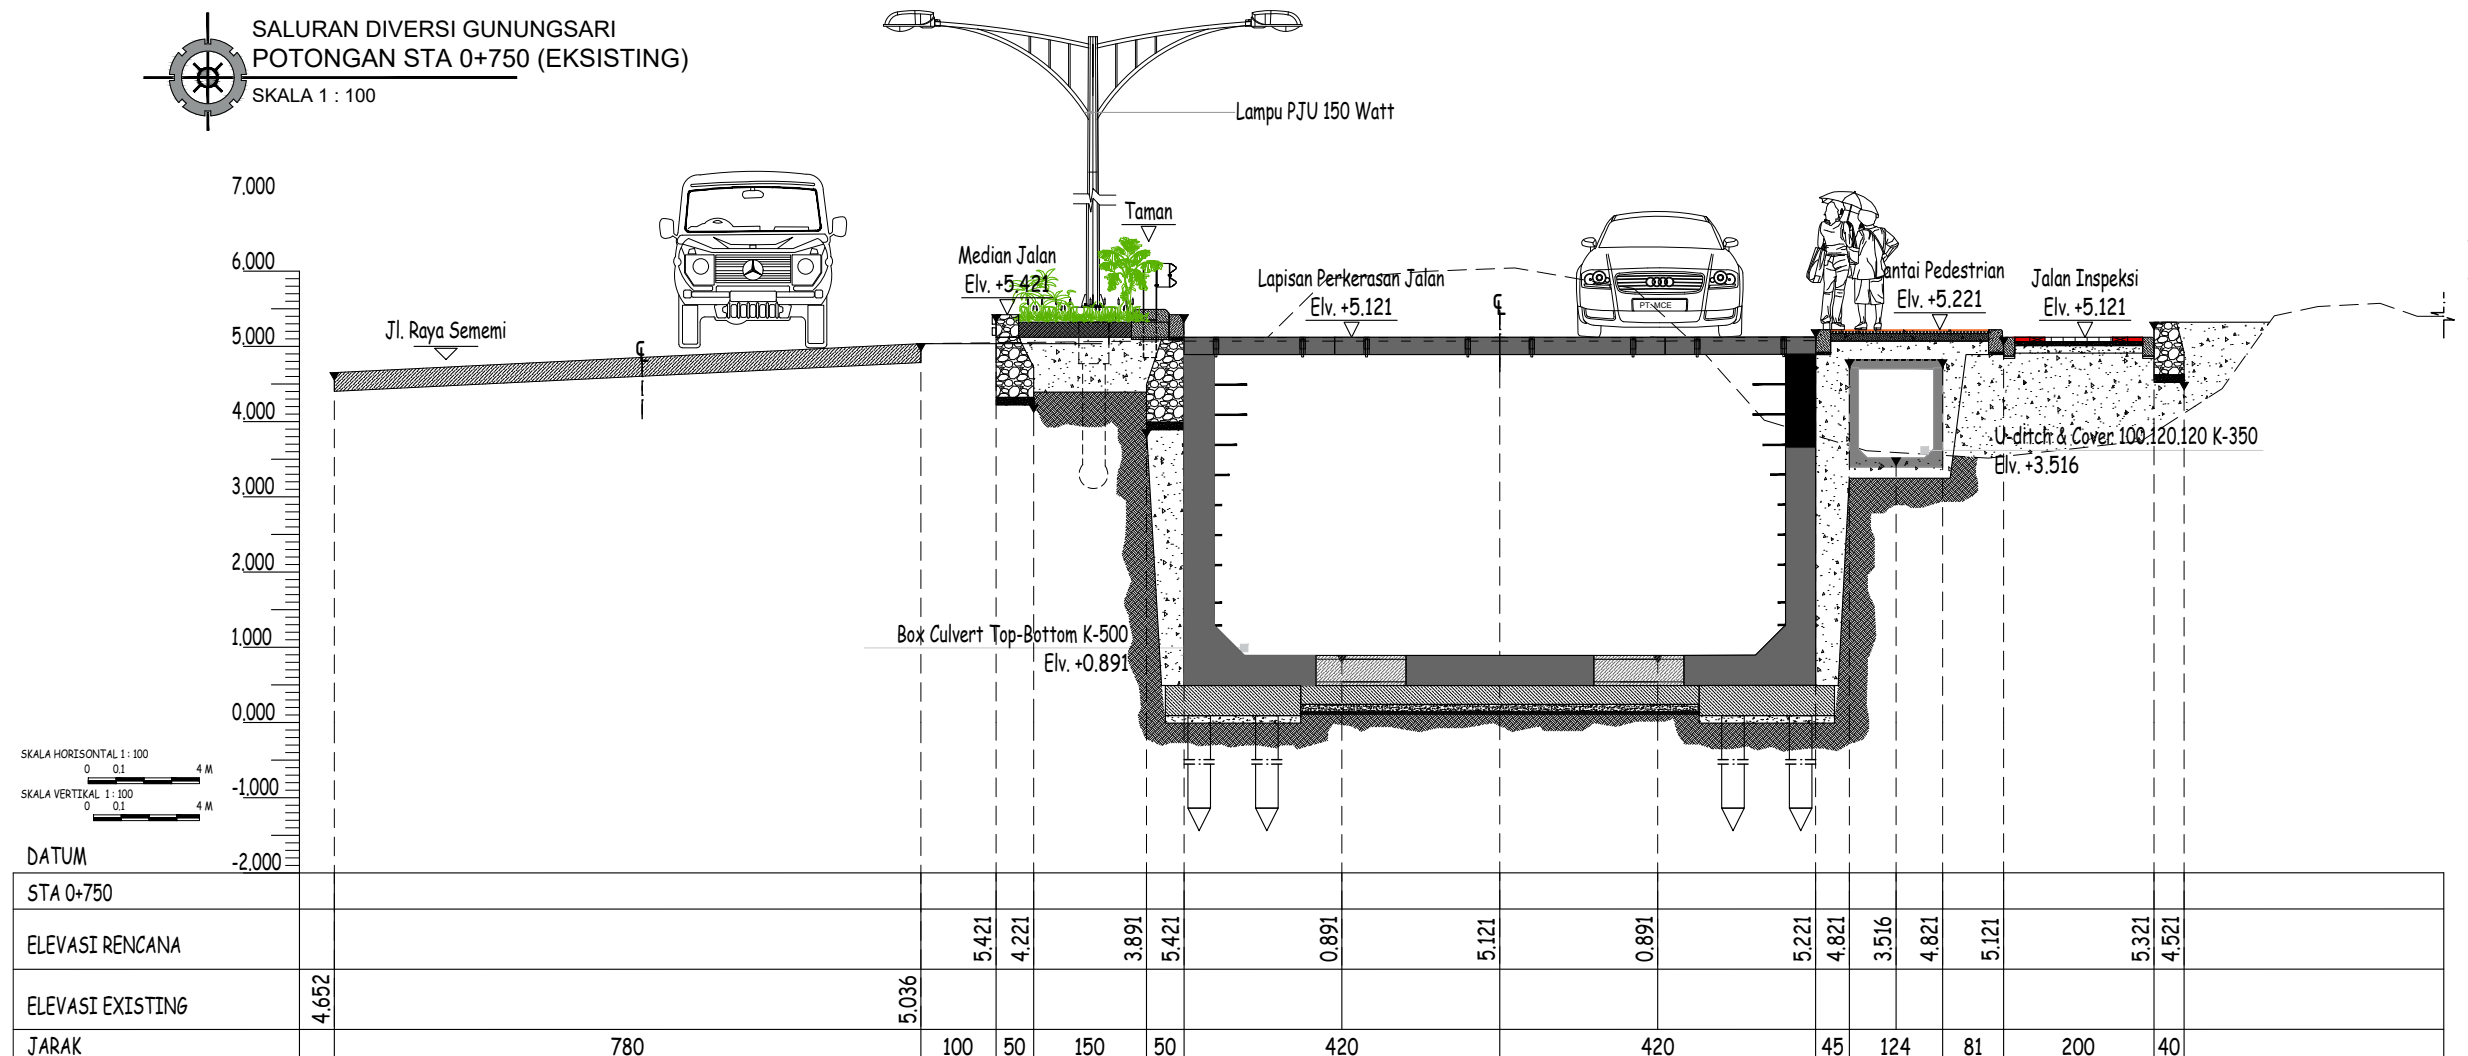 SALURAN DIVERSI GUNUNGSARI
POTONGAN STA 0+750 (EKSISTING)
SKALA 1 : 100
Lampu PJU 150 Watt
7.000
6.000
5.000
4.000
3.000
2.000
1.000
0.000
-1.000
-2.000
Jl. Raya Sememi
Median Jalan
Elv. +5.421
Taman
Lapisan Perkerasan Jalan
Elv. +5.121
PT. MCE
Lantai Pedestrian
Elv. +5.221
Jalan Inspeksi
Elv. +5.121
U-ditch & Cover 100.120.120 K-350
Elv. +3.516
Box Culvert Top-Bottom K-500
Elv. +0.891
SKALA HORISONTAL 1 : 100
0 0.1 4 M
SKALA VERTIKAL 1 : 100
0 0.1 4 M
DATUM
STA 0+750
ELEVASI RENCANA 5.421 4.221 3.891 5.421 0.891 5.121 0.891 5.221 4.821 3.516 4.821 5.121 5.321 4.521
ELEVASI EXISTING 4.652 5.036
JARAK 780 100 50 150 50 420 420 45 124 81 200 40